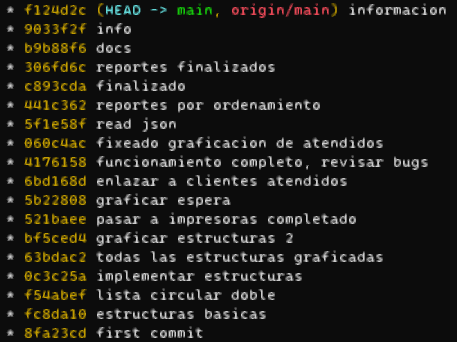 * f124d2c (HEAD -> main, origin/main) informacion
* 9033f2f info
* b9b88f6 docs
* 306fd6c reportes finalizados
* c893cda finalizado
* 441c362 reportes por ordenamiento
* 5f1e58f read json
* 060c4ac fixeado graficacion de atendidos
* 4176158 funcionamiento completo, revisar bugs
* 6bd168d enlazar a clientes atendidos
* 5b22808 graficar espera
* 521baee pasar a impresoras completado
* bf5ced4 graficar estructuras 2
* 63bdac2 todas las estructuras graficadas
* 0c3c25a implementar estructuras
* f54abef lista circular doble
* fc8da10 estructuras basicas
* 8fa23cd first commit